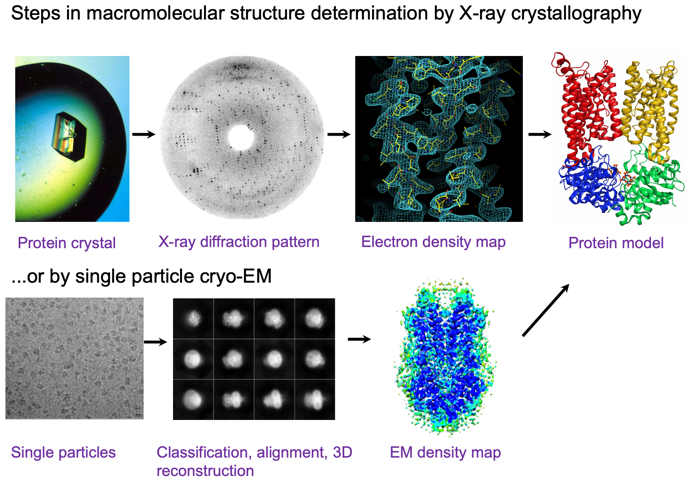 Steps in macromolecular structure determination by X-ray crystallography
Protein crystal
X-ray diffraction pattern
Electron density map
Protein model
...or by single particle cryo-EM
Single particles
Classification, alignment, 3D
reconstruction
EM density map